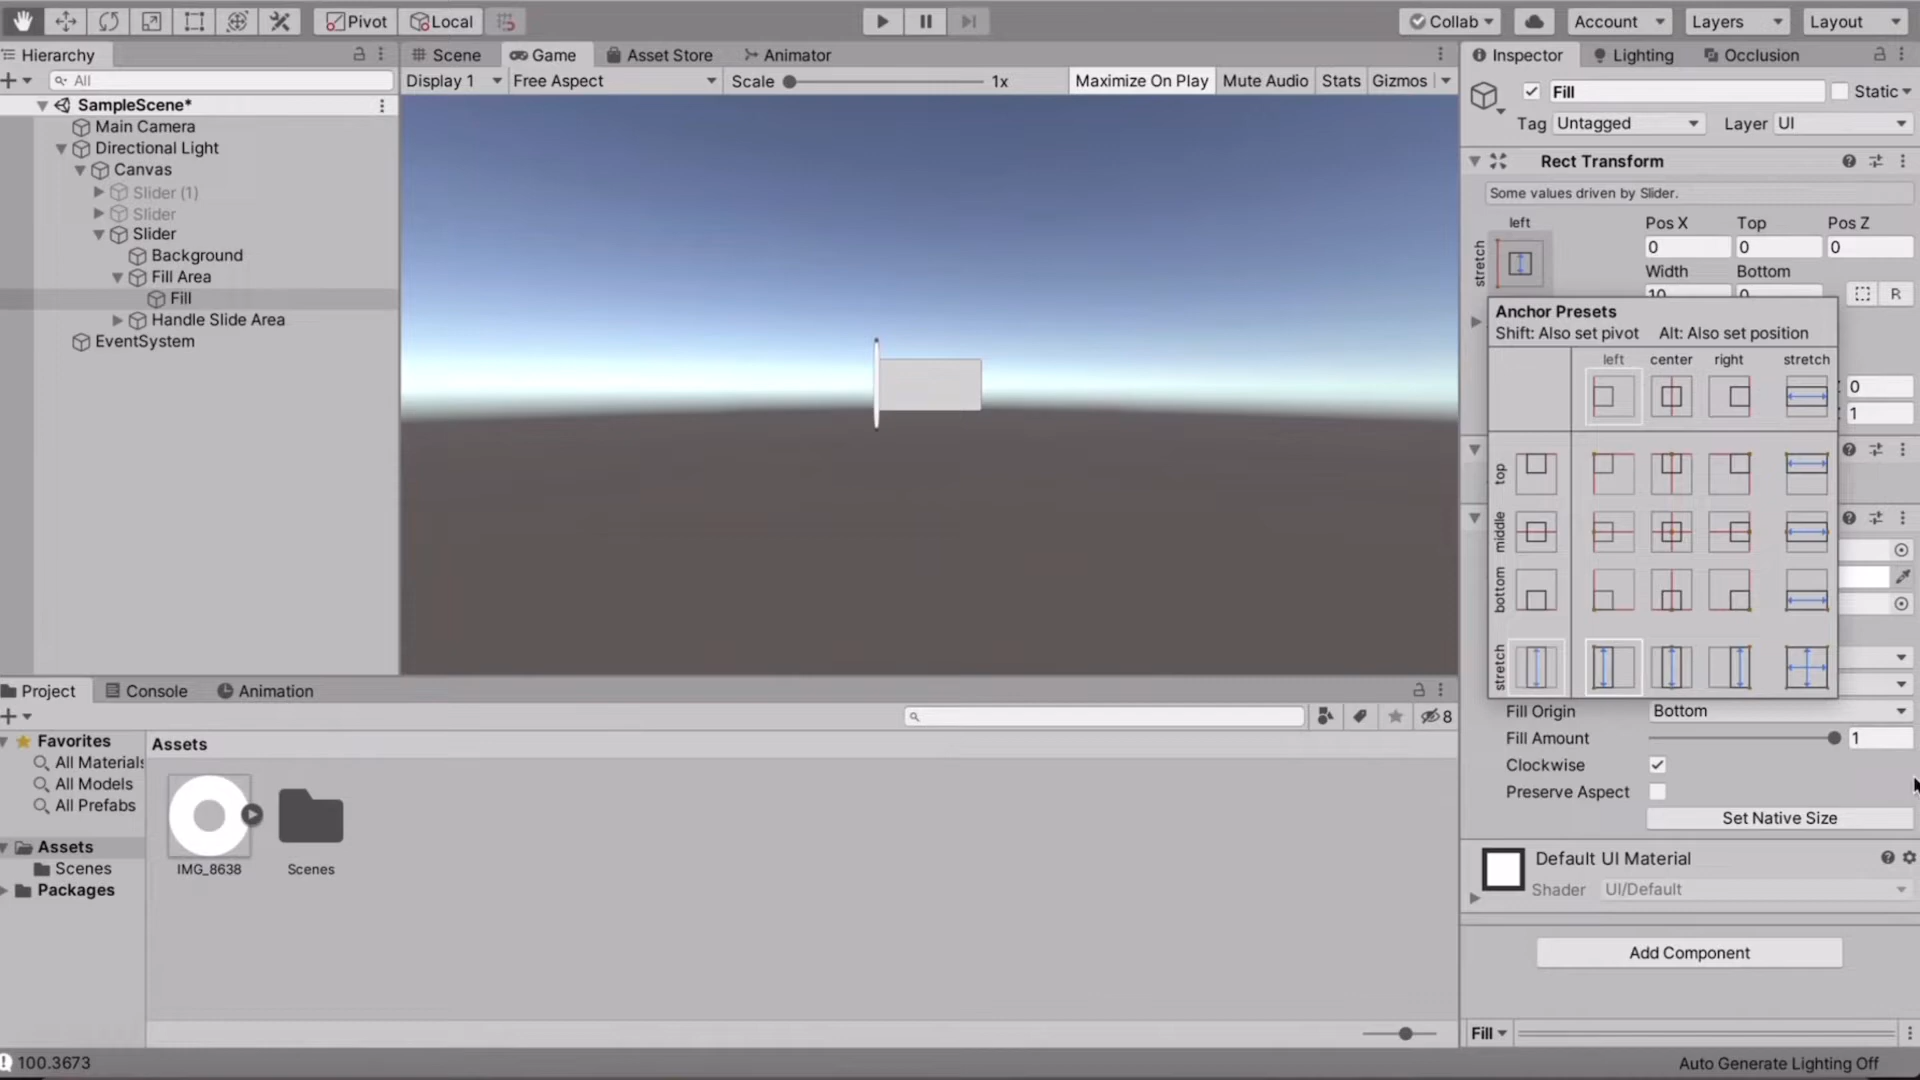 Pivot Local Collab Account Layers Layout
Hierarchy
All
SampleScene*
Main Camera
Directional Light
Canvas
Slider (1)
Slider
Slider
Background
Fill Area
Fill
Handle Slide Area
EventSystem
Scene Game Asset Store Animator
Display 1 Free Aspect Scale 1x Maximize On Play Mute Audio Stats Gizmos
Inspector Lighting Occlusion
Fill Static
Tag Untagged Layer UI
Rect Transform
Some values driven by Slider.
left Pos X Top Pos Z
stretch 0 0 0
Width Bottom
10 0 R
Anchor Presets
Shift: Also set pivot Alt: Also set position
left center right stretch
0
1
top
middle
bottom
stretch
Fill Origin Bottom
Fill Amount 1
Clockwise
Preserve Aspect
Set Native Size
Default UI Material
Shader UI/Default
Add Component
Fill
Project Console Animation
8
Favorites
All Materials
All Models
All Prefabs
Assets
Scenes
Packages
Assets
IMG_8638
Scenes
100.3673
Auto Generate Lighting Off